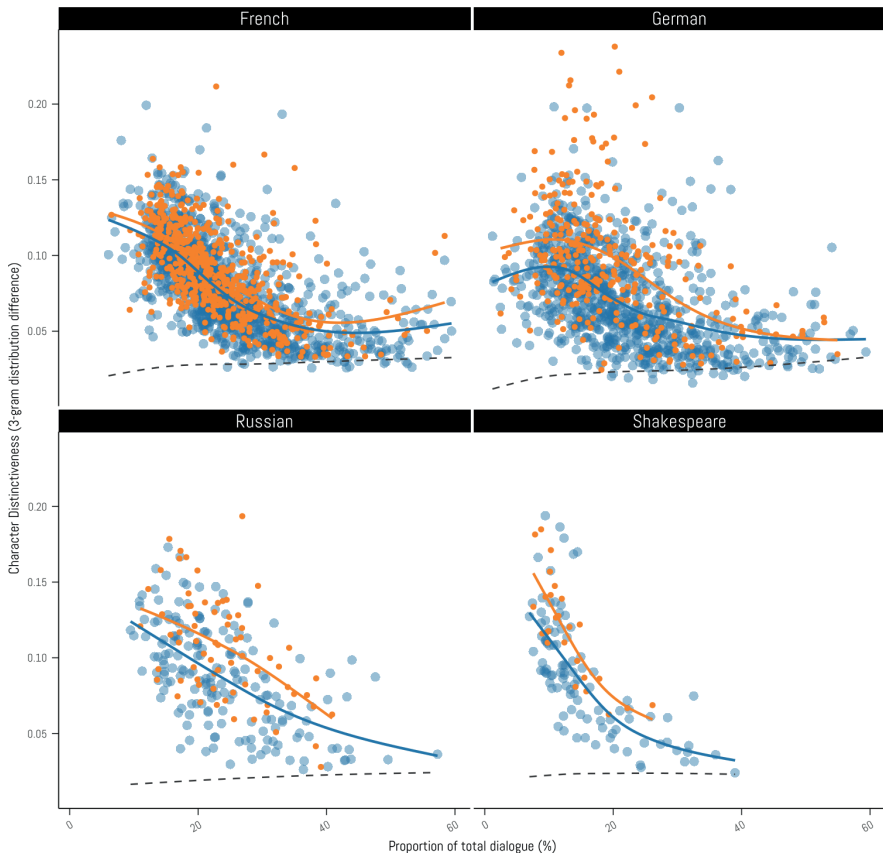 French
German
0.20
0.15
0.10
0.05
Russian
Shakespeare
0.20
0.15
0.10
0.05
0
20
40
60
0
20
40
60
Proportion of total dialogue (%)
Character Distinctiveness (3-gram distribution difference)